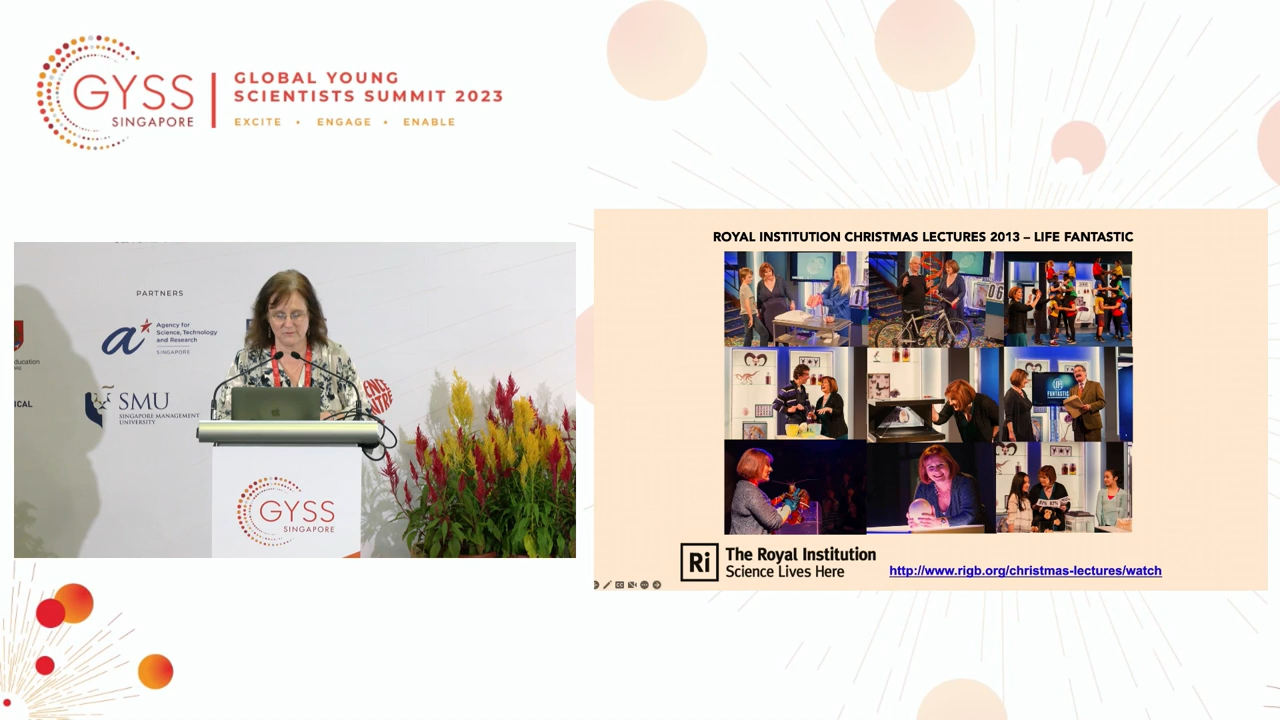 GYSS
SINGAPORE
GLOBAL YOUNG
SCIENTISTS SUMMIT 2023
EXCITE • ENGAGE • ENABLE
PARTNERS
Agency for
Science, Technology
and Research
SINGAPORE
SMU
SINGAPORE MANAGEMENT
UNIVERSITY
GYSS
SINGAPORE
ROYAL INSTITUTION CHRISTMAS LECTURES 2013 – LIFE FANTASTIC
Ri
The Royal Institution
Science Lives Here
http://www.rigb.org/christmas-lectures/watch